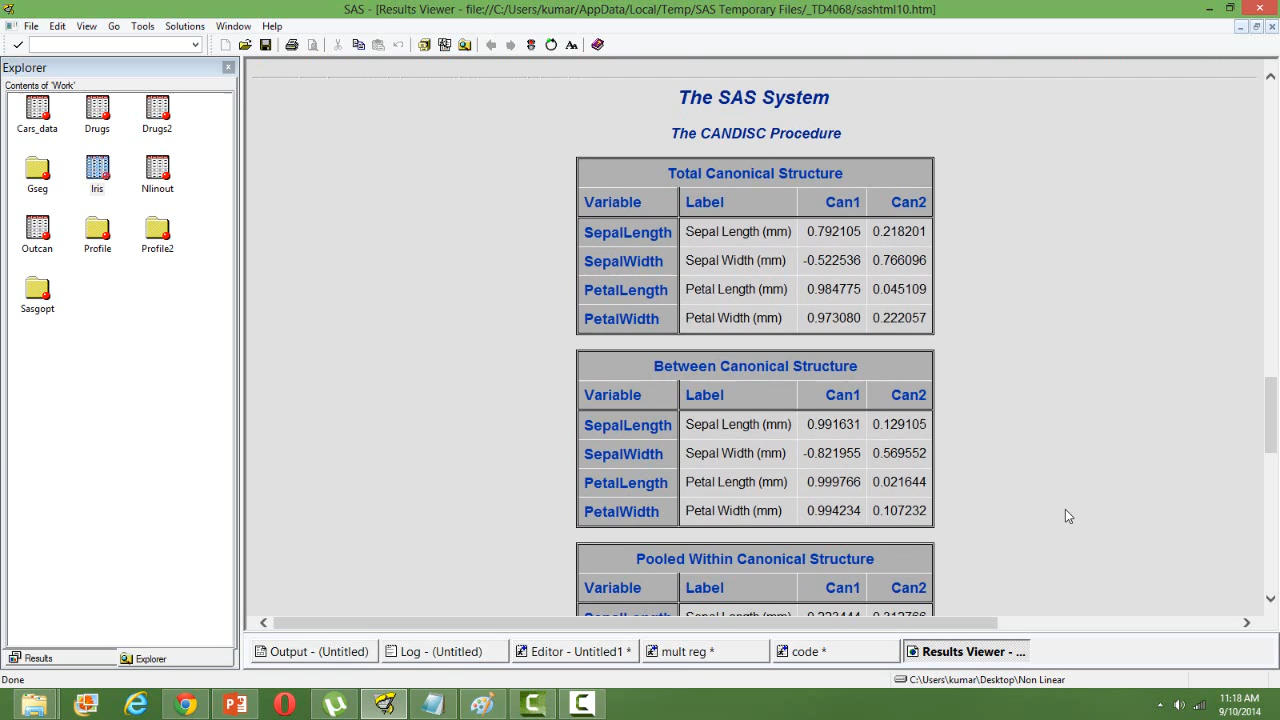 SAS - [Results Viewer - file://C:/Users/kumar/AppData/Local/Temp/SAS Temporary Files/_TD4068/sashtml10.htm]
File Edit View Go Tools Solutions Window Help
Explorer
Contents of 'Work'
Cars_data Drugs Drugs2
Gseg Iris Nlinout
Outcan Profile Profile2
Sasgopt
The SAS System
The CANDISC Procedure
Total Canonical Structure
Variable Label Can1 Can2
SepalLength Sepal Length (mm) 0.792105 0.218201
SepalWidth Sepal Width (mm) -0.522536 0.766096
PetalLength Petal Length (mm) 0.984775 0.045109
PetalWidth Petal Width (mm) 0.973080 0.222057
Between Canonical Structure
Variable Label Can1 Can2
SepalLength Sepal Length (mm) 0.991631 0.129105
SepalWidth Sepal Width (mm) -0.821955 0.569552
PetalLength Petal Length (mm) 0.999766 0.021644
PetalWidth Petal Width (mm) 0.994234 0.107232
Pooled Within Canonical Structure
Variable Label Can1 Can2
Results Explorer
Output - (Untitled) Log - (Untitled) Editor - Untitled1 * mult reg * code * Results Viewer - ...
Done C:\Users\kumar\Desktop\Non Linear
11:18 AM
9/10/2014